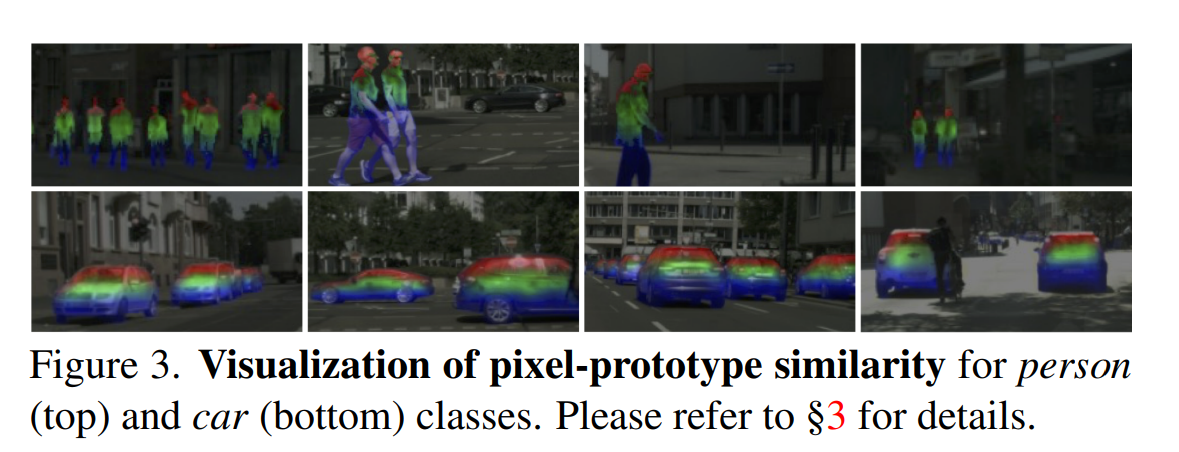 Figure 3. Visualization of pixel-prototype similarity for person
(top) and car (bottom) classes. Please refer to §3 for details.